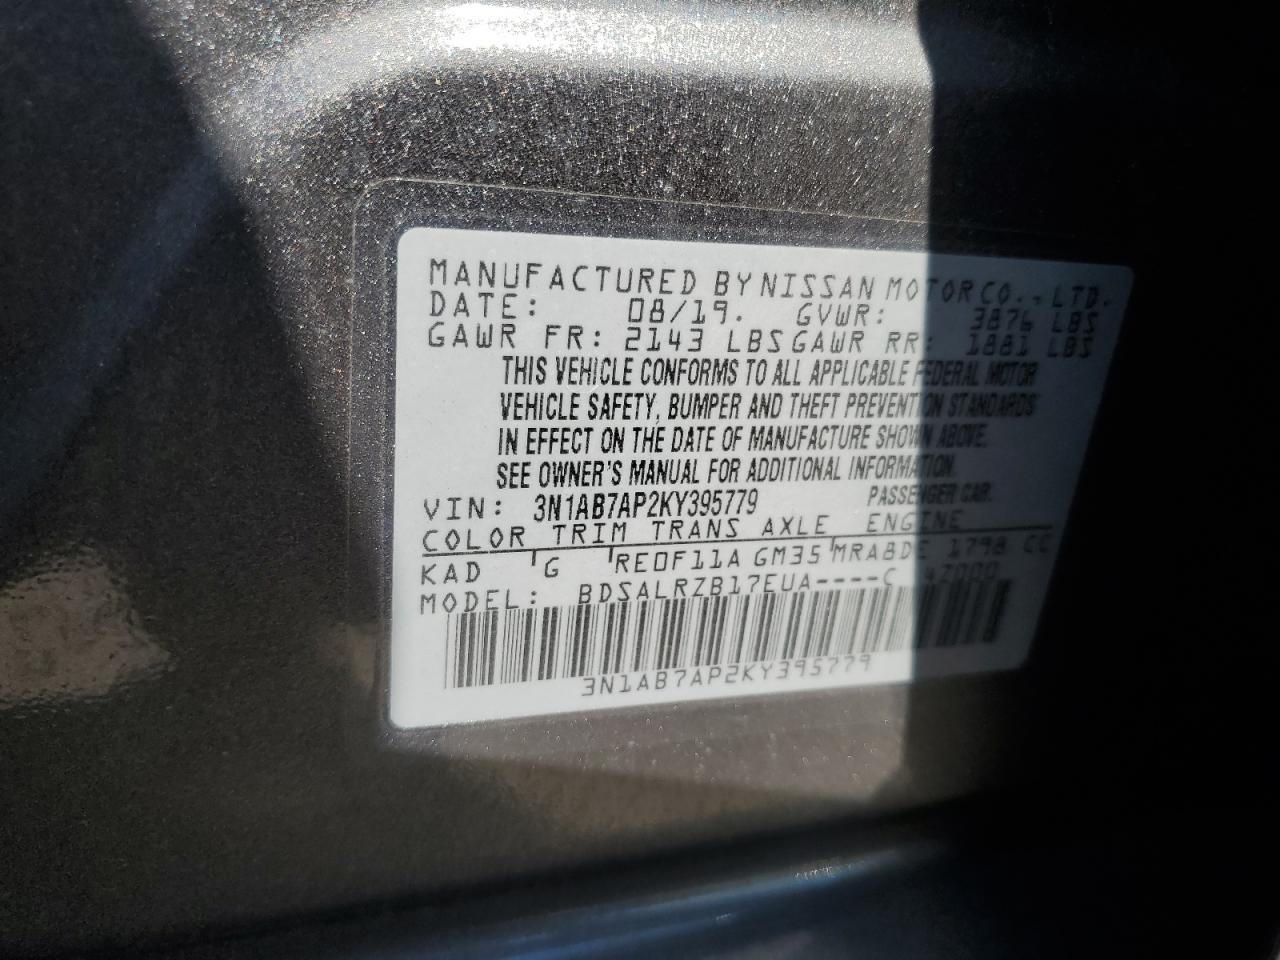 MANUFACTURED BY NISSAN MOTOR CO., LTD.
DATE: 08/19. GVWR: 3876 LBS
GAWR FR: 2143 LBS GAWR RR: 1881 LBS
THIS VEHICLE CONFORMS TO ALL APPLICABLE FEDERAL MOTOR
VEHICLE SAFETY, BUMPER AND THEFT PREVENTION STANDARDS
IN EFFECT ON THE DATE OF MANUFACTURE SHOWN ABOVE.
SEE OWNER'S MANUAL FOR ADDITIONAL INFORMATION.
VIN: 3N1AB7AP2KY395779 PASSENGER CAR.
COLOR TRIM TRANS AXLE ENGINE
KAD G RE0F11A GM35 MRA8DE 1798 CC
MODEL: BDSALRZB17EUA----C 4Z000
3N1AB7AP2KY395779